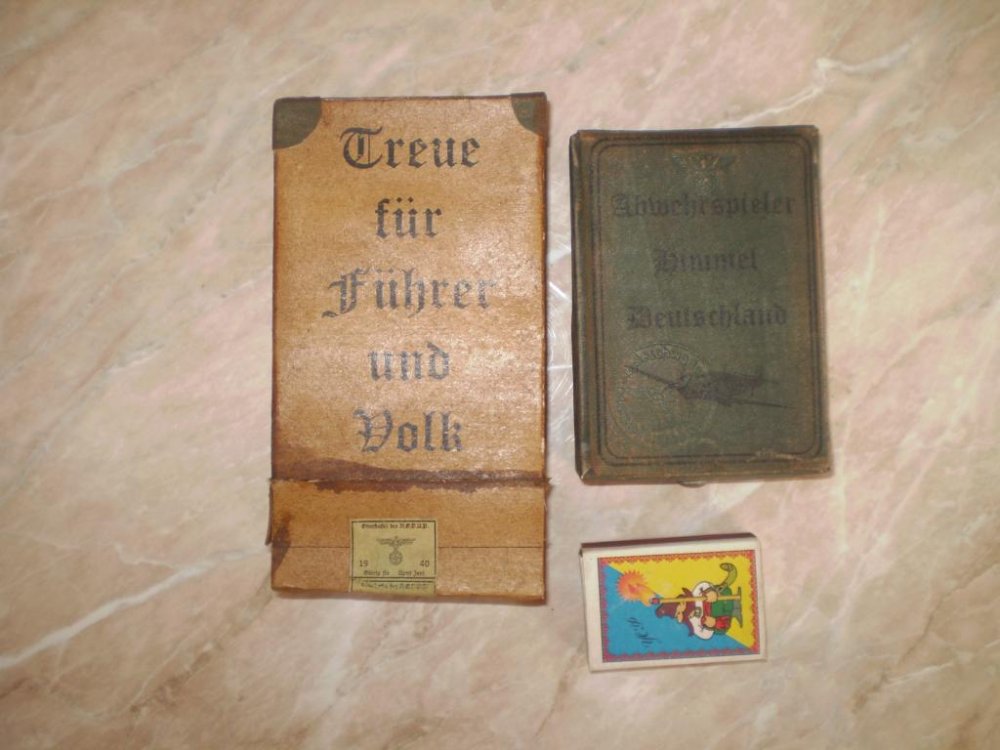 Treue
für
Führer
und
Volk
19 40
Abwehrspieler
Himmel
Deutschland